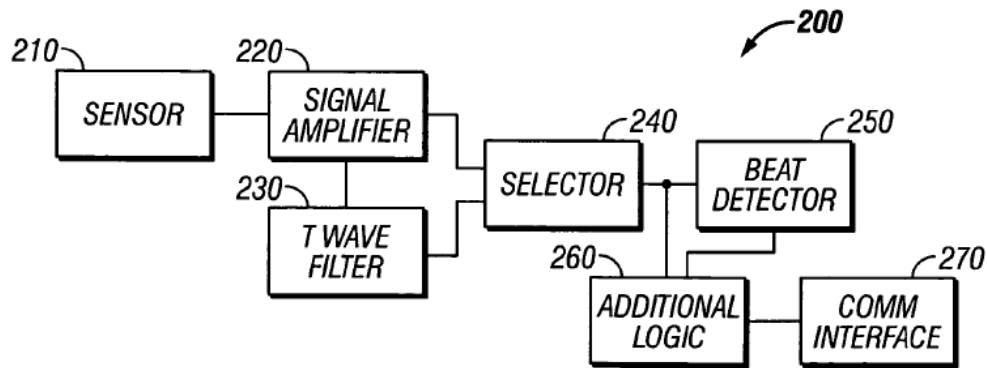 200
210
SENSOR
220
SIGNAL
AMPLIFIER
230
T WAVE
FILTER
240
SELECTOR
250
BEAT
DETECTOR
260
ADDITIONAL
LOGIC
270
COMM
INTERFACE